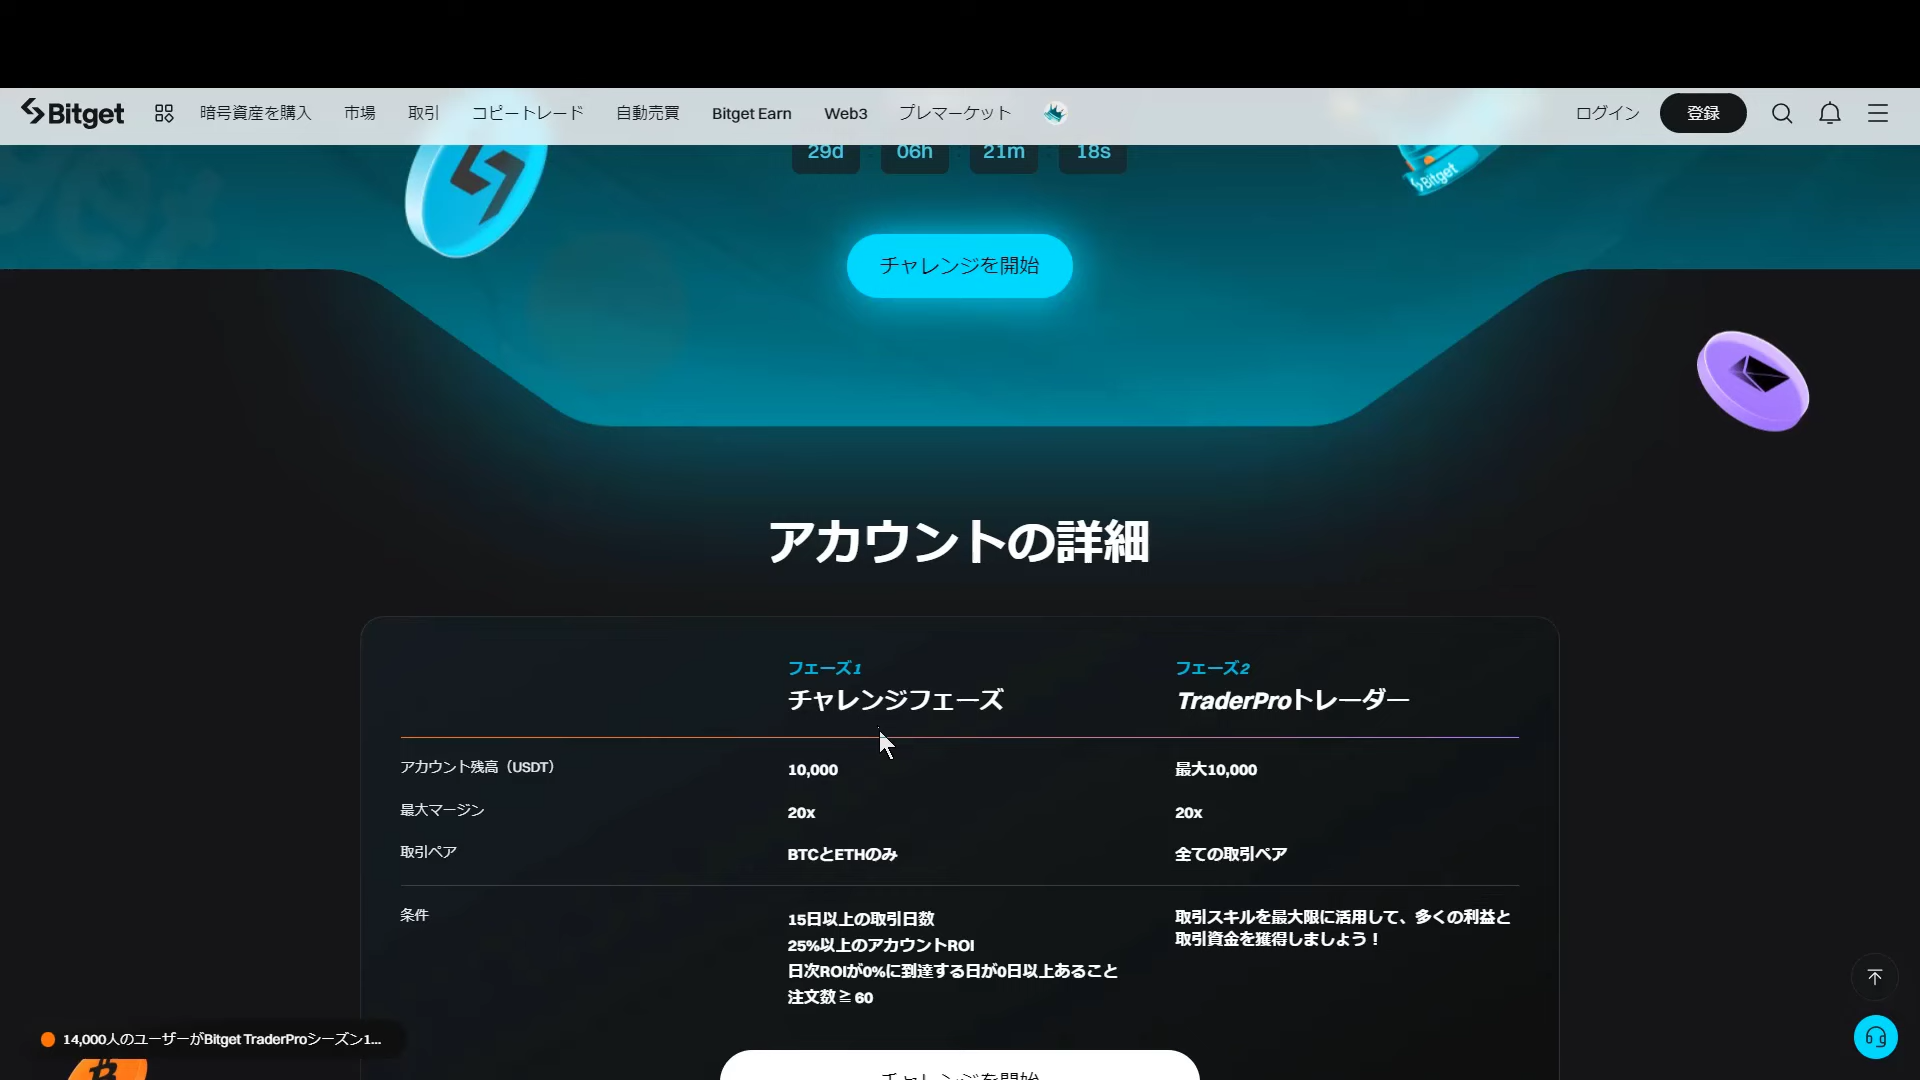 Bitget 暗号資産を購入 市場 取引 コピートレード 自動売買 Bitget Earn Web3 プレマーケット ログイン 登録
29d 06h 21m 18s
Bitget
チャレンジを開始
アカウントの詳細
フェーズ1 フェーズ2
チャレンジフェーズ TraderProトレーダー
アカウント残高（USDT） 10,000 最大10,000
最大マージン 20x 20x
取引ペア BTCとETHのみ 全ての取引ペア
条件 15日以上の取引日数 取引スキルを最大限に活用して、多くの利益と
25%以上のアカウントROI 取引資金を獲得しましょう！
日次ROIが0%に到達する日が0日以上あること
注文数 ≧ 60
14,000人のユーザーがBitget TraderProシーズン1...
チャレンジを開始